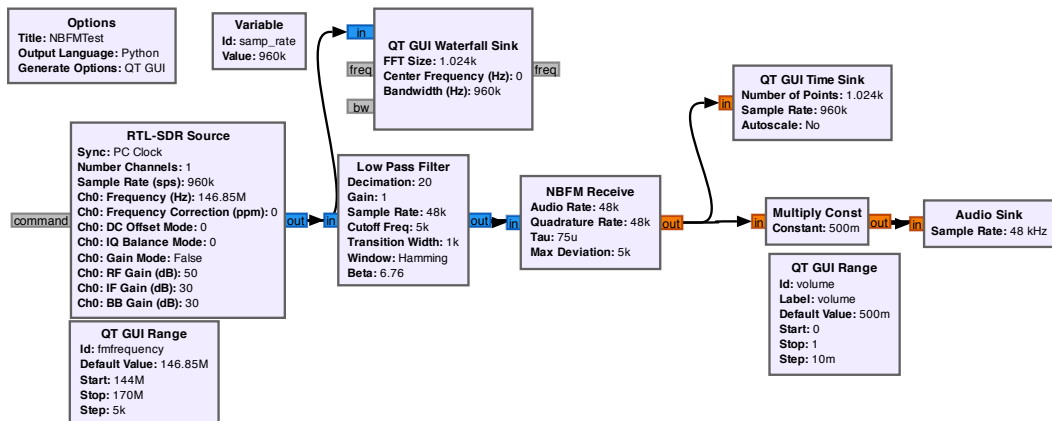 Options
Title: NBFMTest
Output Language: Python
Generate Options: QT GUI
Variable
Id: samp_rate
Value: 960k
in
freq
bw
QT GUI Waterfall Sink
FFT Size: 1.024k
Center Frequency (Hz): 0
Bandwidth (Hz): 960k
freq
in
QT GUI Time Sink
Number of Points: 1.024k
Sample Rate: 960k
Autoscale: No
command
RTL-SDR Source
Sync: PC Clock
Number Channels: 1
Sample Rate (sps): 960k
Ch0: Frequency (Hz): 146.85M
Ch0: Frequency Correction (ppm): 0
Ch0: DC Offset Mode: 0
Ch0: IQ Balance Mode: 0
Ch0: Gain Mode: False
Ch0: RF Gain (dB): 50
Ch0: IF Gain (dB): 30
Ch0: BB Gain (dB): 30
out
in
Low Pass Filter
Decimation: 20
Gain: 1
Sample Rate: 48k
Cutoff Freq: 5k
Transition Width: 1k
Window: Hamming
Beta: 6.76
out
in
NBFM Receive
Audio Rate: 48k
Quadrature Rate: 48k
Tau: 75u
Max Deviation: 5k
out
in
Multiply Const
Constant: 500m
out
in
Audio Sink
Sample Rate: 48 kHz
QT GUI Range
Id: fmfrequency
Default Value: 146.85M
Start: 144M
Stop: 170M
Step: 5k
QT GUI Range
Id: volume
Label: volume
Default Value: 500m
Start: 0
Stop: 1
Step: 10m